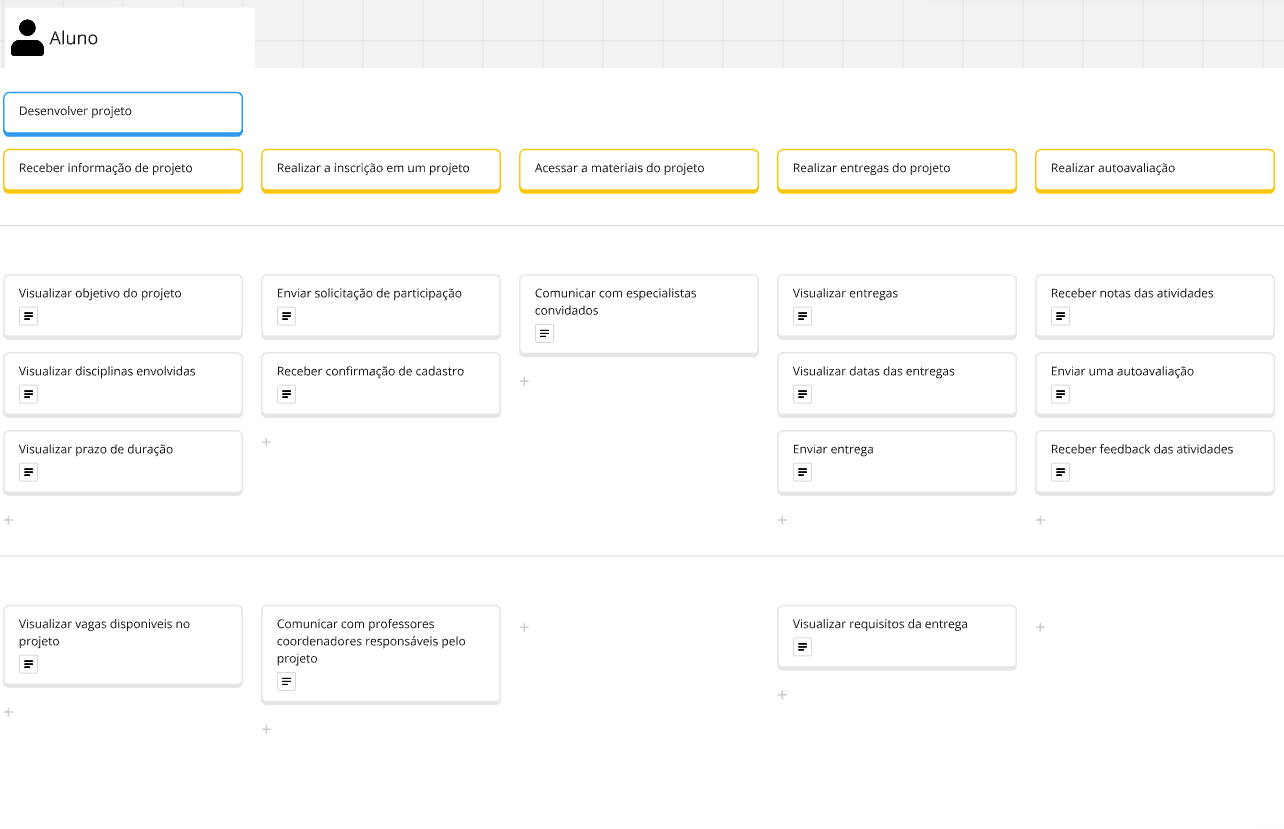 Aluno
Desenvolver projeto
Receber informação de projeto
Realizar a inscrição em um projeto
Acessar a materiais do projeto
Realizar entregas do projeto
Realizar autoavaliação
Visualizar objetivo do projeto
Enviar solicitação de participação
Comunicar com especialistas
convidados
Visualizar entregas
Receber notas das atividades
Visualizar disciplinas envolvidas
Receber confirmação de cadastro
Visualizar datas das entregas
Enviar uma autoavaliação
Visualizar prazo de duração
Enviar entrega
Receber feedback das atividades
Visualizar vagas disponiveis no
projeto
Comunicar com professores
coordenadores responsáveis pelo
projeto
Visualizar requisitos da entrega